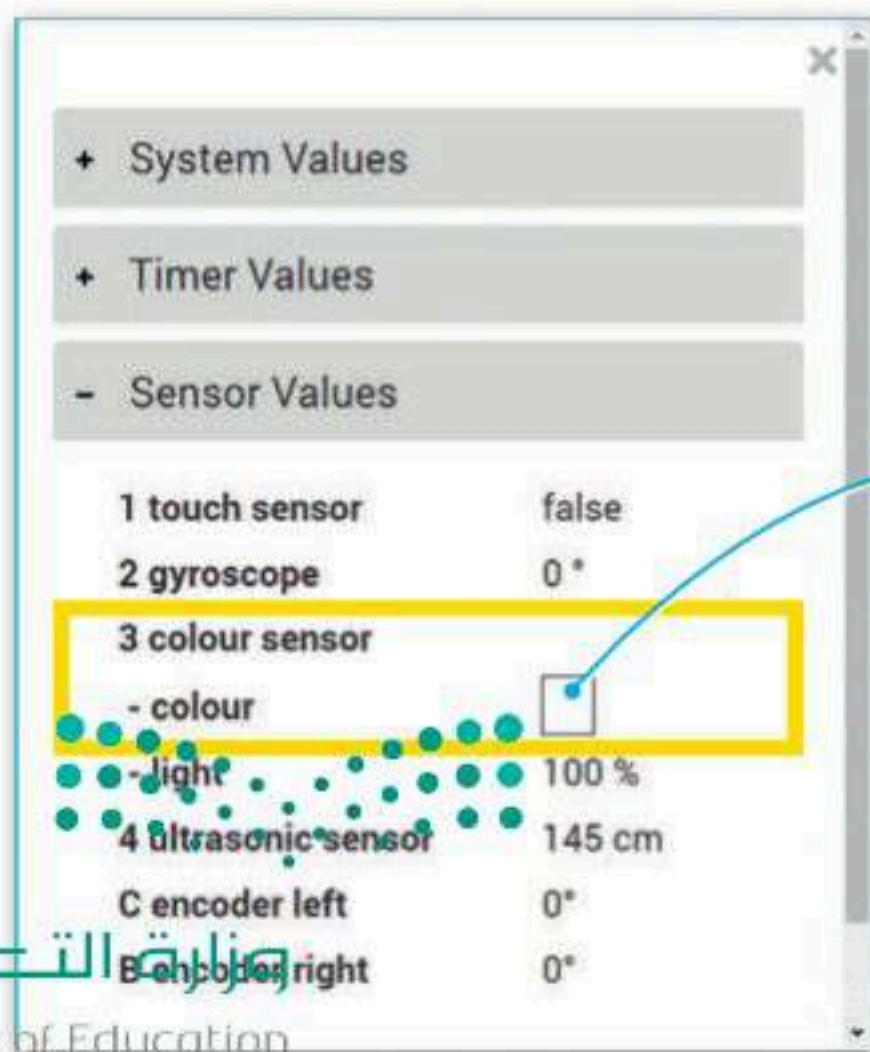 ×
+ System Values
+ Timer Values
- Sensor Values
1 touch sensor false
2 gyroscope 0 °
3 colour sensor
- colour
- light 100 %
4 ultrasonic sensor 145 cm
C encoder left 0°
B encoder right 0°
وزارة التـ
of Education